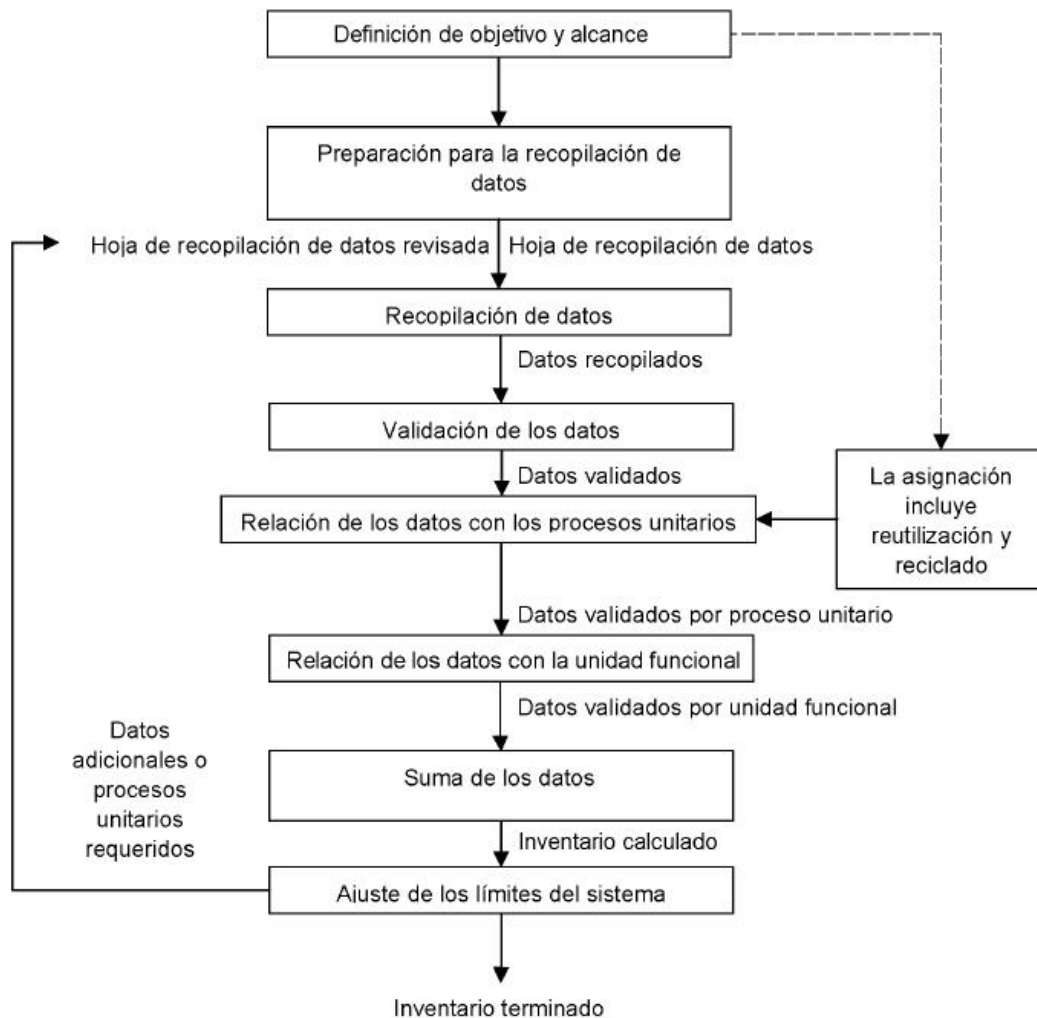 Definición de objetivo y alcance
Preparación para la recopilación de
datos
Hoja de recopilación de datos revisada
Hoja de recopilación de datos
Recopilación de datos
Datos recopilados
Validación de los datos
Datos validados
La asignación
incluye
reutilización y
reciclado
Relación de los datos con los procesos unitarios
Datos validados por proceso unitario
Relación de los datos con la unidad funcional
Datos validados por unidad funcional
Datos
adicionales o
procesos
unitarios
requeridos
Suma de los datos
Inventario calculado
Ajuste de los límites del sistema
Inventario terminado